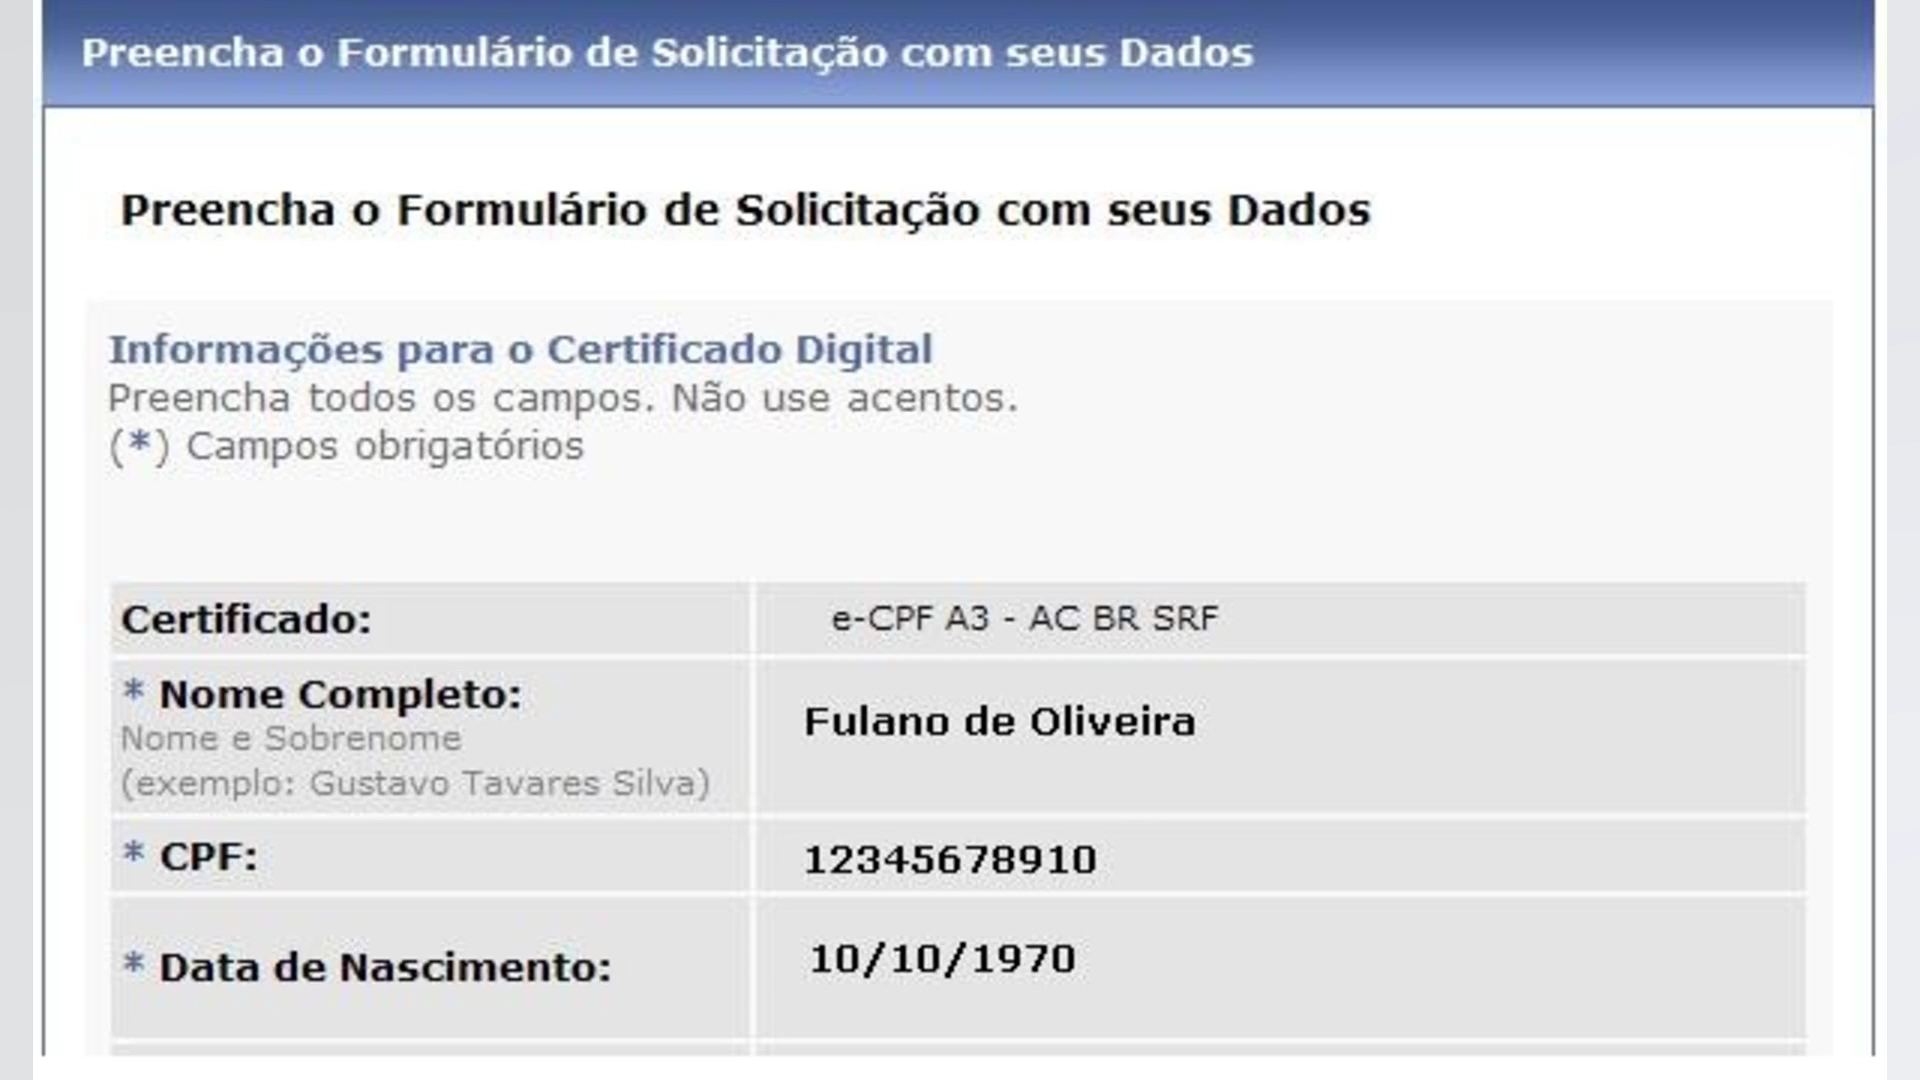 Preencha o Formulário de Solicitação com seus Dados
Preencha o Formulário de Solicitação com seus Dados
Informações para o Certificado Digital
Preencha todos os campos. Não use acentos.
(*) Campos obrigatórios
Certificado: e-CPF A3 - AC BR SRF
* Nome Completo:
Nome e Sobrenome
(exemplo: Gustavo Tavares Silva)
Fulano de Oliveira
* CPF: 12345678910
* Data de Nascimento: 10/10/1970